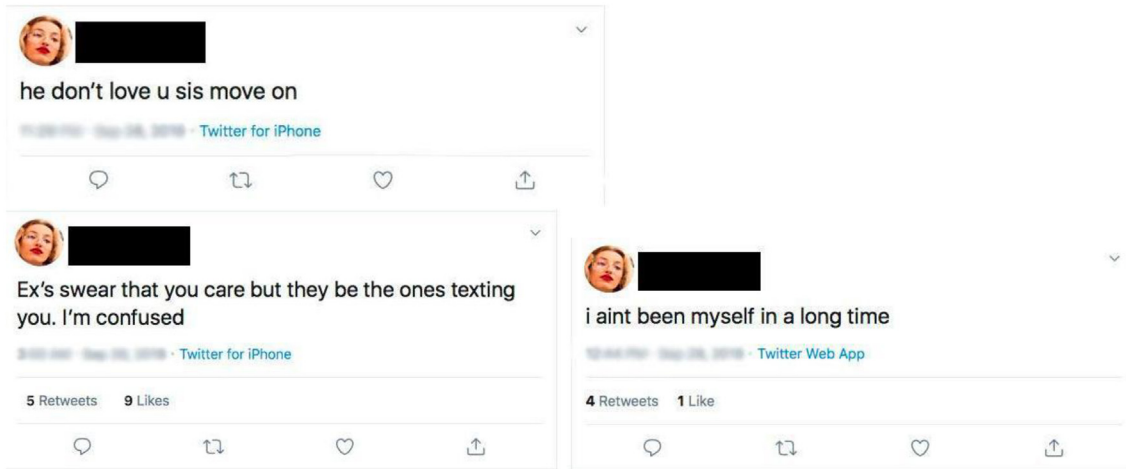 he don't love u sis move on
2019 · Twitter for iPhone
Ex's swear that you care but they be the ones texting
you. I'm confused
· Twitter for iPhone
5 Retweets 9 Likes
i aint been myself in a long time
· Twitter Web App
4 Retweets 1 Like